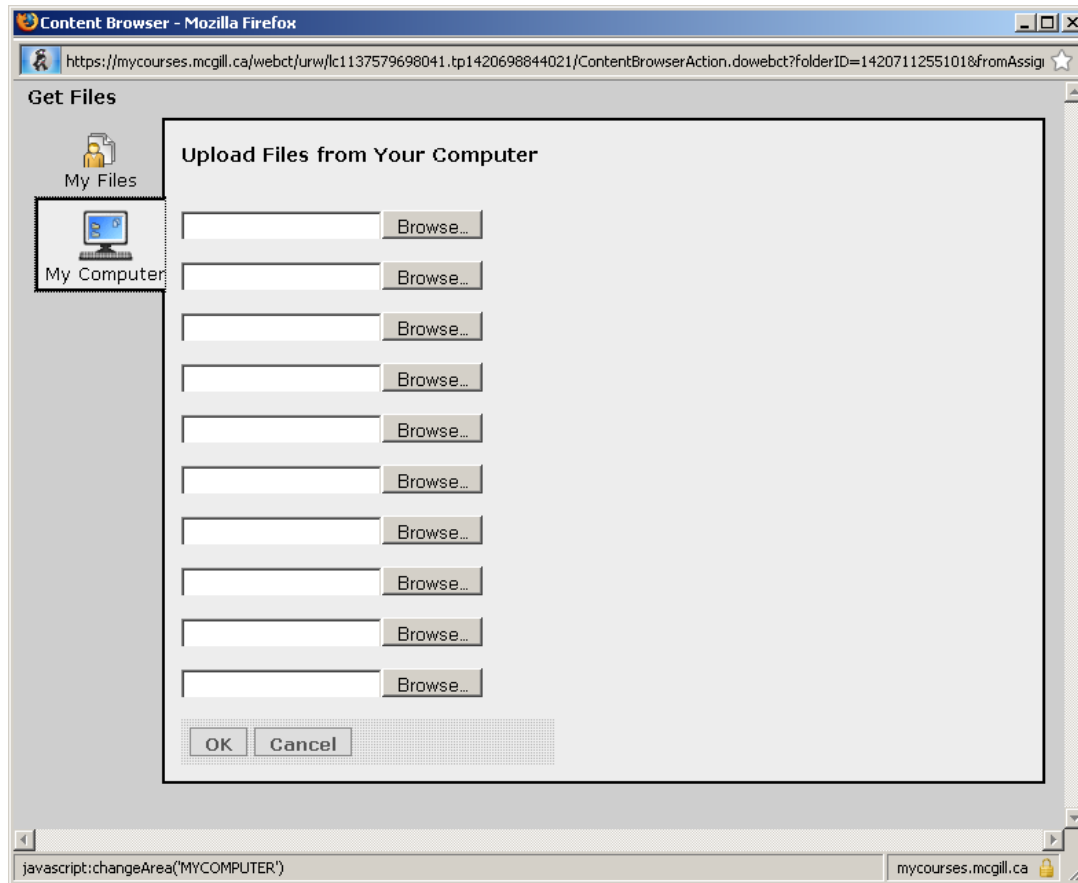 Content Browser - Mozilla Firefox
https://mycourses.mcgill.ca/webct/urw/lc1137579698041.tp1420698844021/ContentBrowserAction.dowebct?folderID=1420711255101&fromAssig
Get Files
My Files
My Computer
Upload Files from Your Computer
Browse...
Browse...
Browse...
Browse...
Browse...
Browse...
Browse...
Browse...
Browse...
Browse...
OK Cancel
javascript:changeArea('MYCOMPUTER') mycourses.mcgill.ca